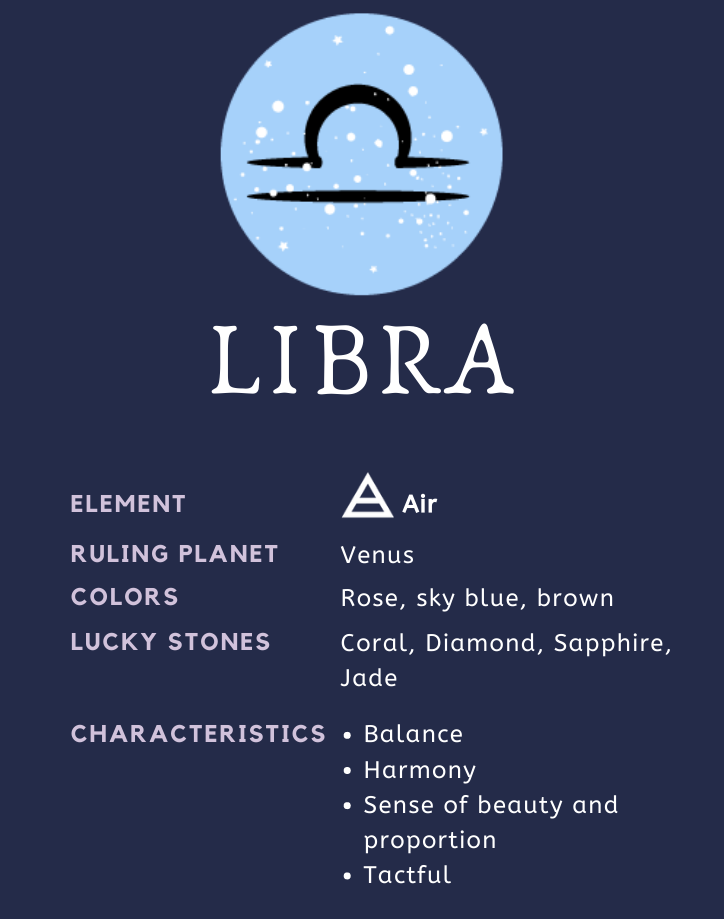 LIBRA
ELEMENT Air
RULING PLANET Venus
COLORS Rose, sky blue, brown
LUCKY STONES Coral, Diamond, Sapphire,
Jade
CHARACTERISTICS • Balance
• Harmony
• Sense of beauty and
proportion
• Tactful